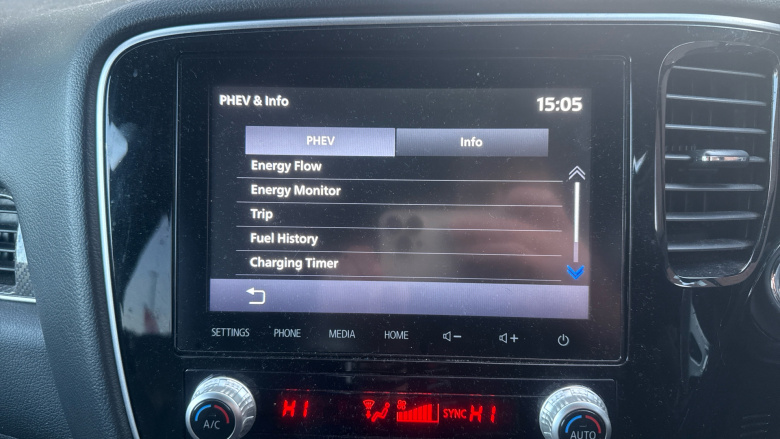 PHEV & Info 15:05
PHEV Info
Energy Flow
Energy Monitor
Trip
Fuel History
Charging Timer
SETTINGS PHONE MEDIA HOME
HI SYNC HI
A/C AUTO